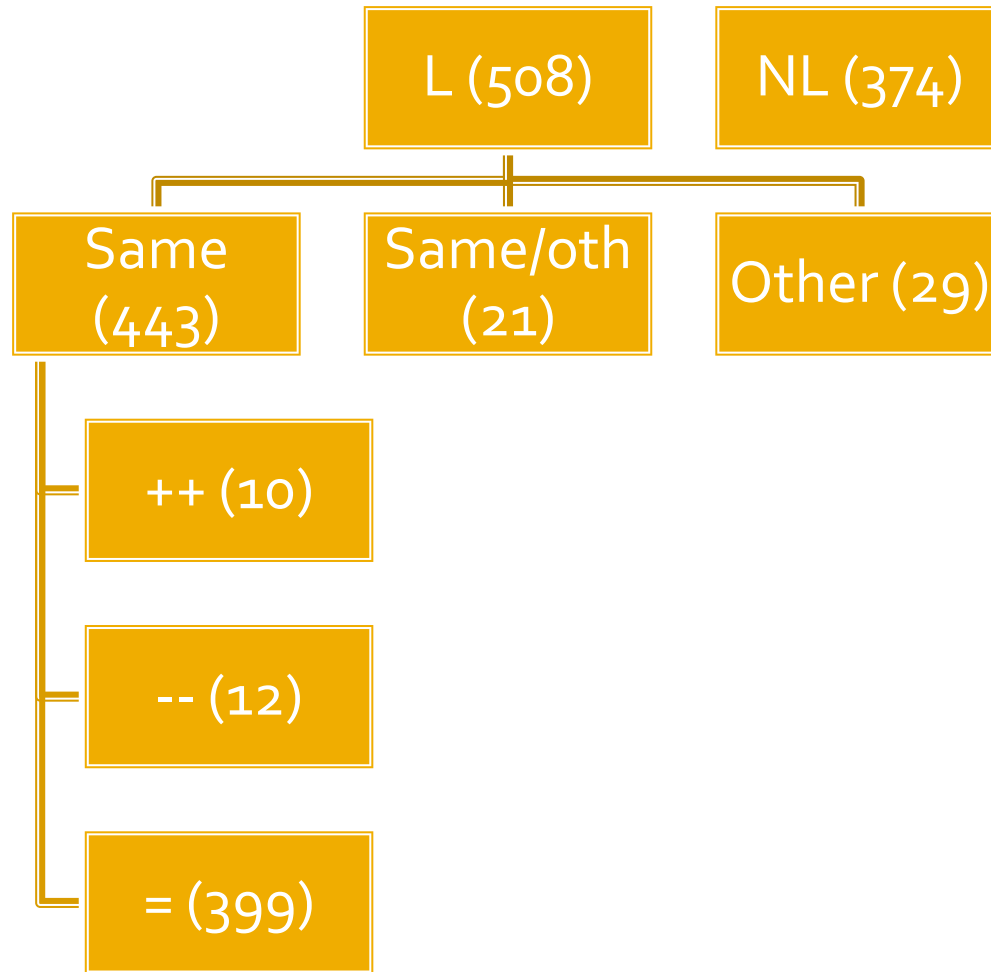 L (508)
NL (374)
Same
(443)
Same/oth
(21)
Other (29)
++ (10)
-- (12)
= (399)